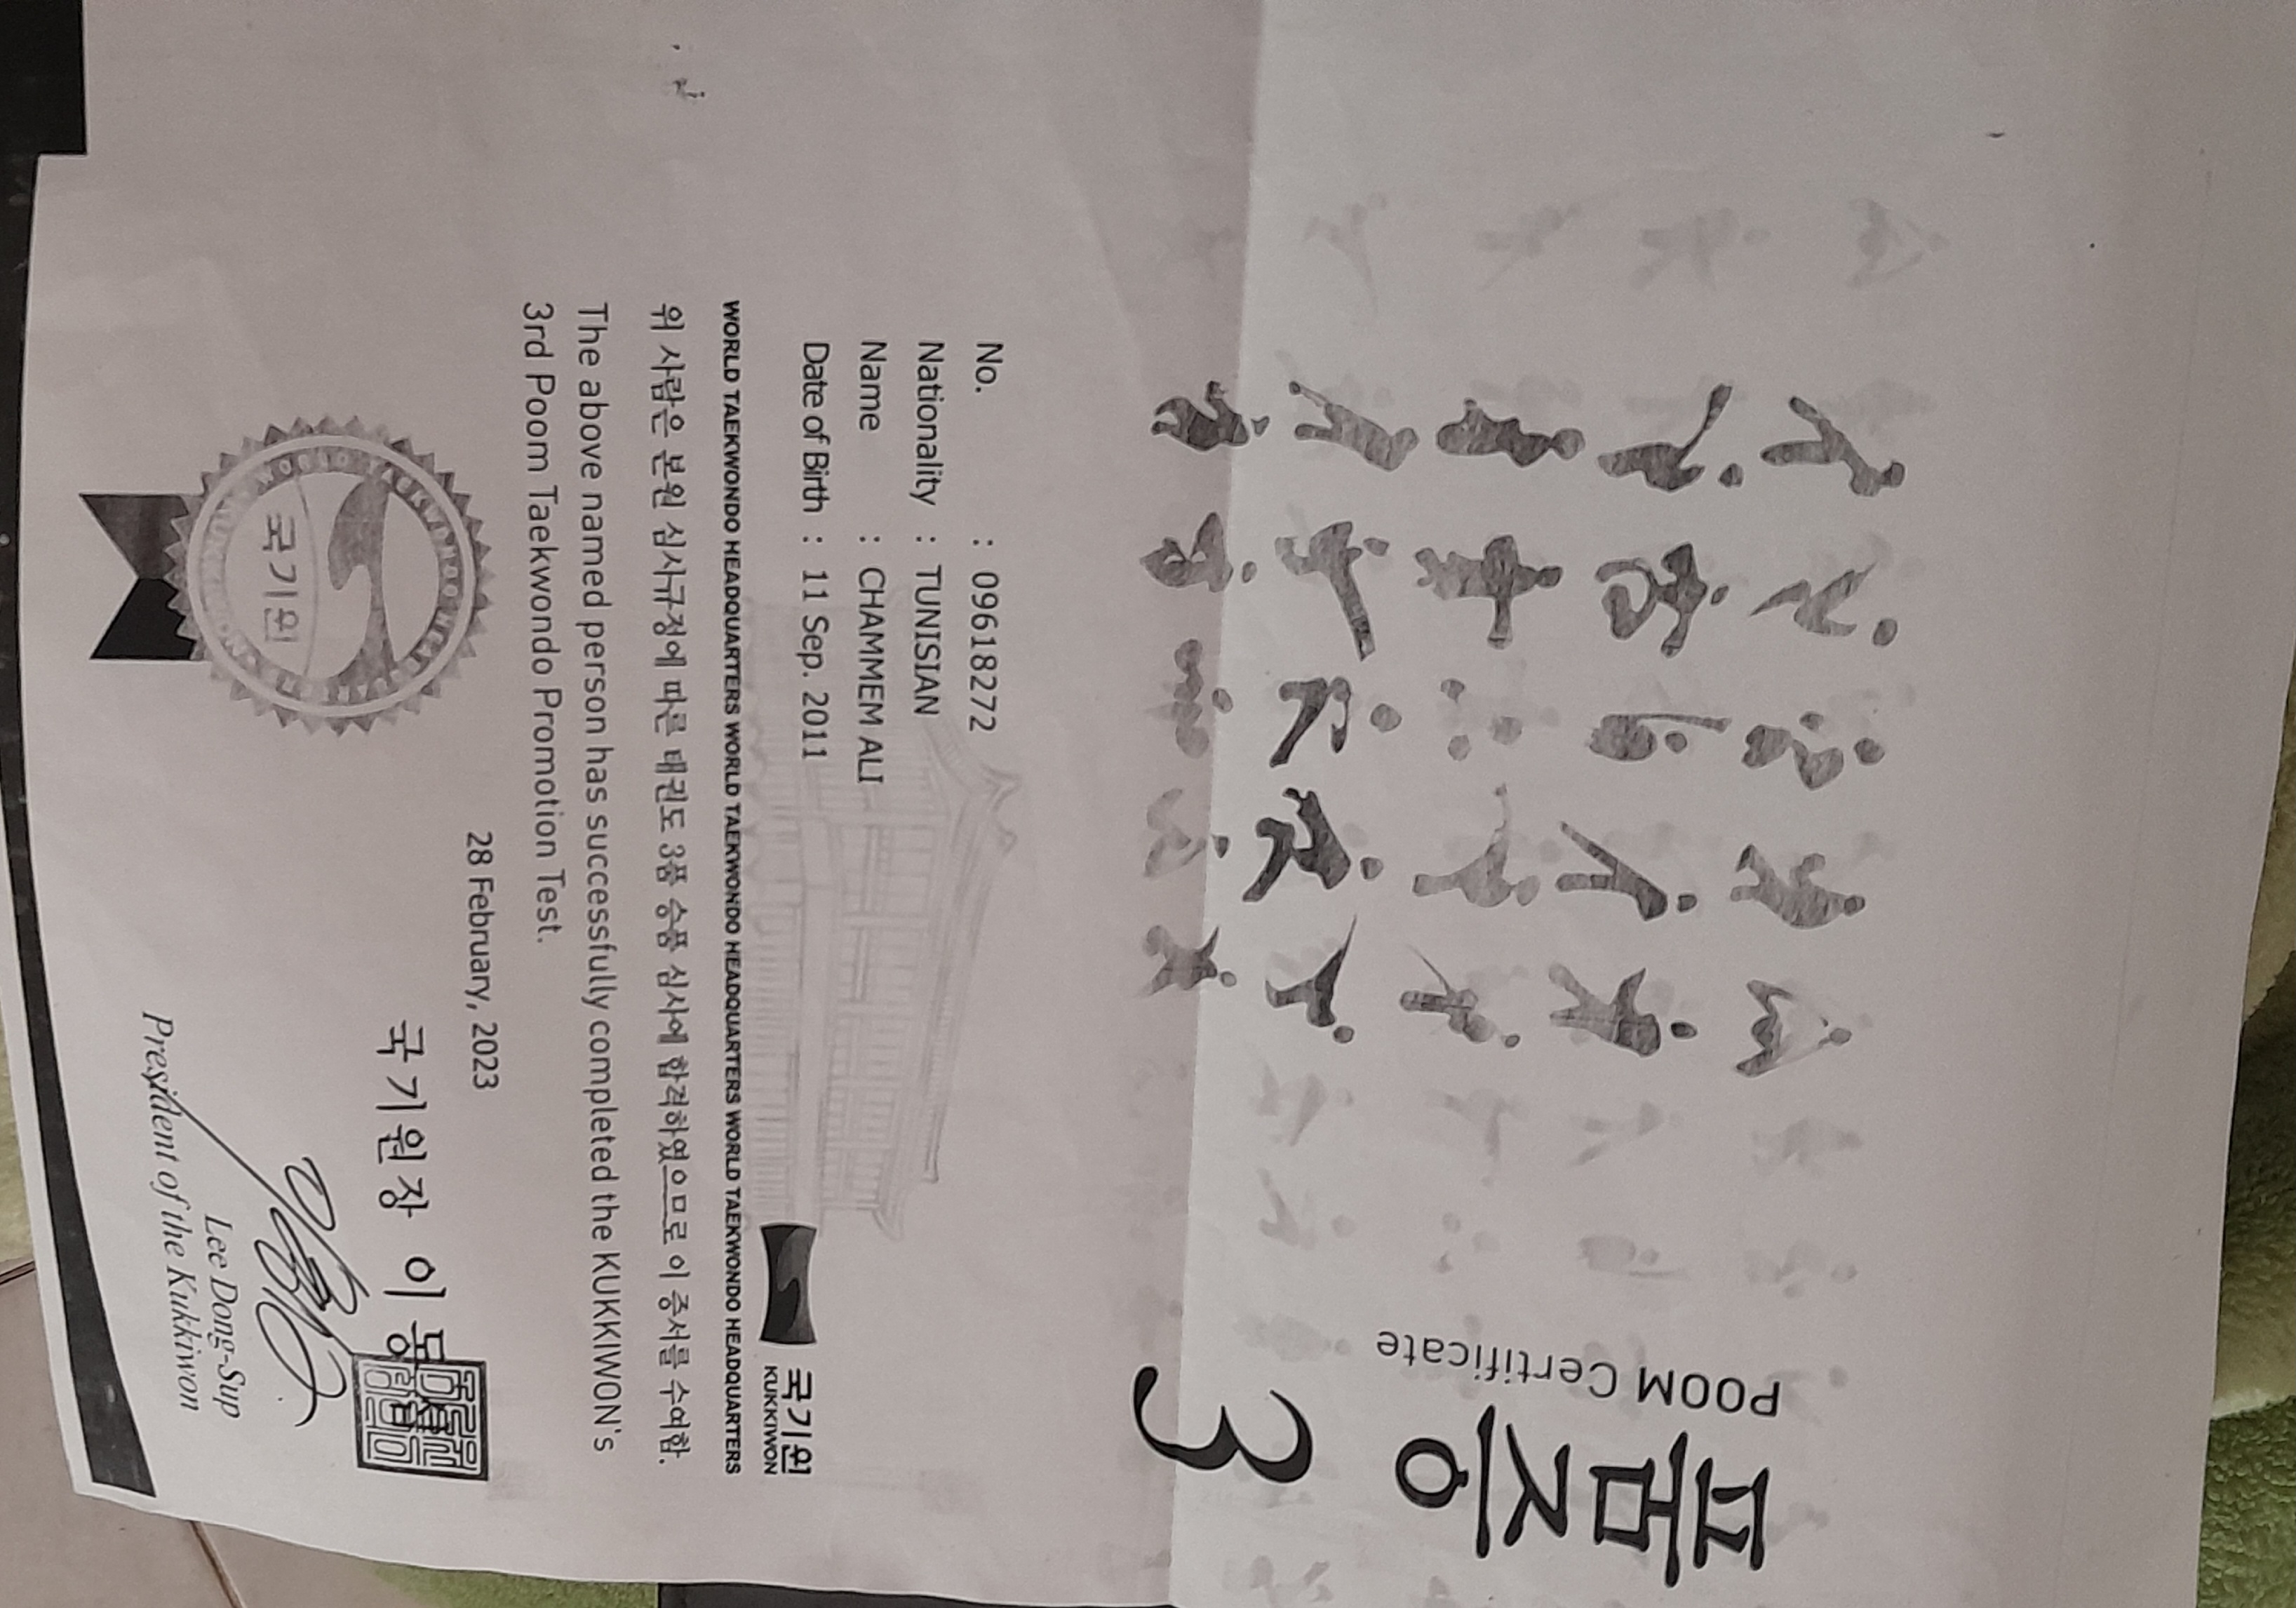 품증
POOM Certificate
3
No. : 09618272
Nationality : TUNISIAN
Name : CHAMMEM ALI
Date of Birth : 11 Sep. 2011
국기원
KUKKIWON
WORLD TAEKWONDO HEADQUARTERS WORLD TAEKWONDO HEADQUARTERS WORLD TAEKWONDO HEADQUARTERS WORLD TAEKWONDO HEADQUARTERS
위 사람은 본원 심사규정에 따른 태권도 3품 승품 심사에 합격하였으므로 이 증서를 수여함.
The above named person has successfully completed the KUKKIWON's
3rd Poom Taekwondo Promotion Test.
28 February, 2023
국기원장 이동
Lee Dong-Sup
President of the Kukkiwon
국기원